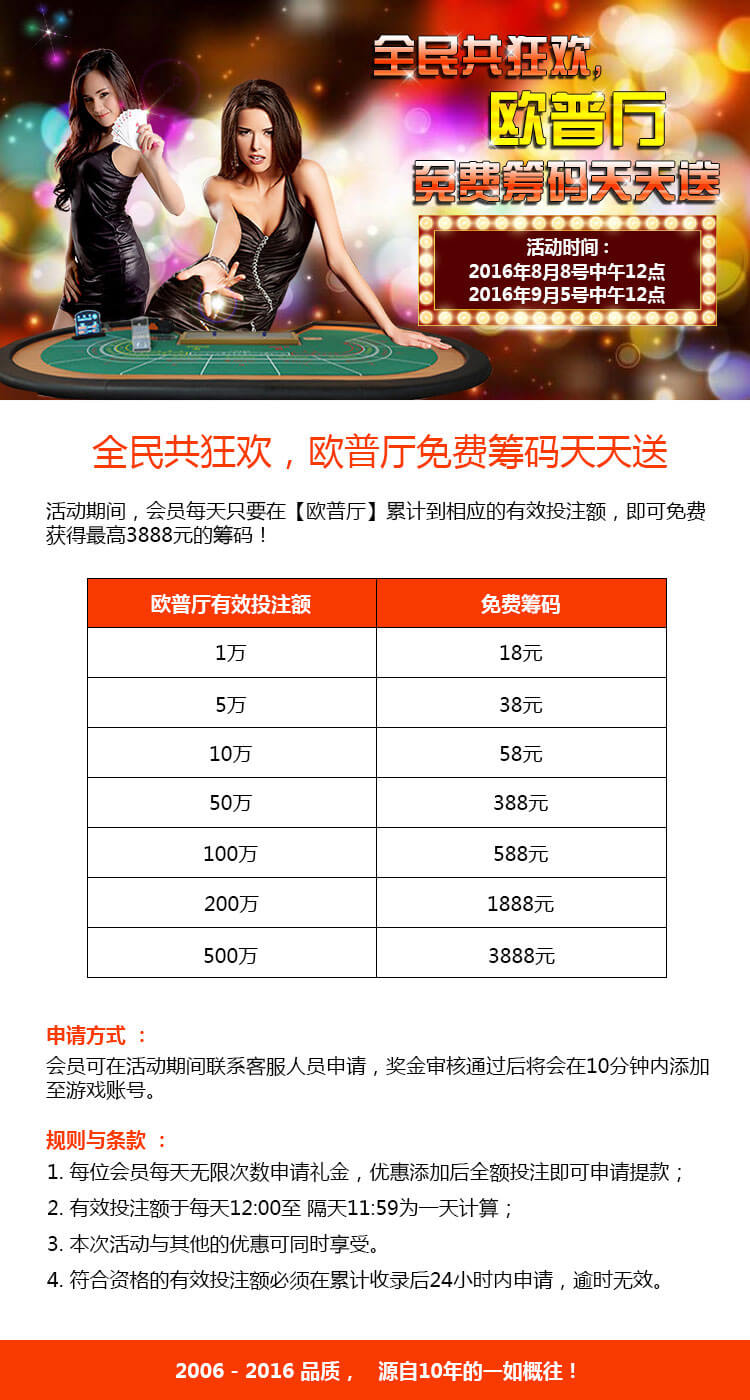 全民共狂欢,
欧普厅
免费筹码天天送
活动时间：
2016年8月8号中午12点
2016年9月5号中午12点
全民共狂欢，欧普厅免费筹码天天送
活动期间，会员每天只要在【欧普厅】累计到相应的有效投注额，即可免费
获得最高3888元的筹码！
欧普厅有效投注额 免费筹码
1万 18元
5万 38元
10万 58元
50万 388元
100万 588元
200万 1888元
500万 3888元
申请方式 ：
会员可在活动期间联系客服人员申请，奖金审核通过后将会在10分钟内添加
至游戏账号。
规则与条款 ：
1. 每位会员每天无限次数申请礼金，优惠添加后全额投注即可申请提款；
2. 有效投注额于每天12:00至 隔天11:59为一天计算；
3. 本次活动与其他的优惠可同时享受。
4. 符合资格的有效投注额必须在累计收录后24小时内申请，逾时无效。
2006 - 2016 品质， 源自10年的一如概往！